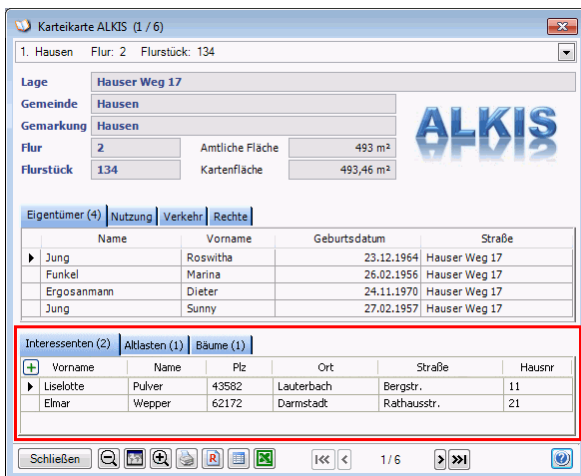 Karteikarte ALKIS (1 / 6)
1. Hausen Flur: 2 Flurstück: 134
Lage Hauser Weg 17
Gemeinde Hausen
Gemarkung Hausen
ALKIS
Flur 2 Amtliche Fläche 493 m²
Flurstück 134 Kartenfläche 493,46 m²
Eigentümer (4) Nutzung Verkehr Rechte
Name Vorname Geburtsdatum Straße
Jung Roswitha 23.12.1964 Hauser Weg 17
Funkel Marina 26.02.1956 Hauser Weg 17
Ergosanmann Dieter 24.11.1970 Hauser Weg 17
Jung Sunny 27.02.1957 Hauser Weg 17
Interessenten (2) Altlasten (1) Bäume (1)
Vorname Name Plz Ort Straße Hausnr
Liselotte Pulver 43582 Lauterbach Bergstr. 11
Elmar Wepper 62172 Darmstadt Rathausstr. 21
Schließen R 1/6 ?